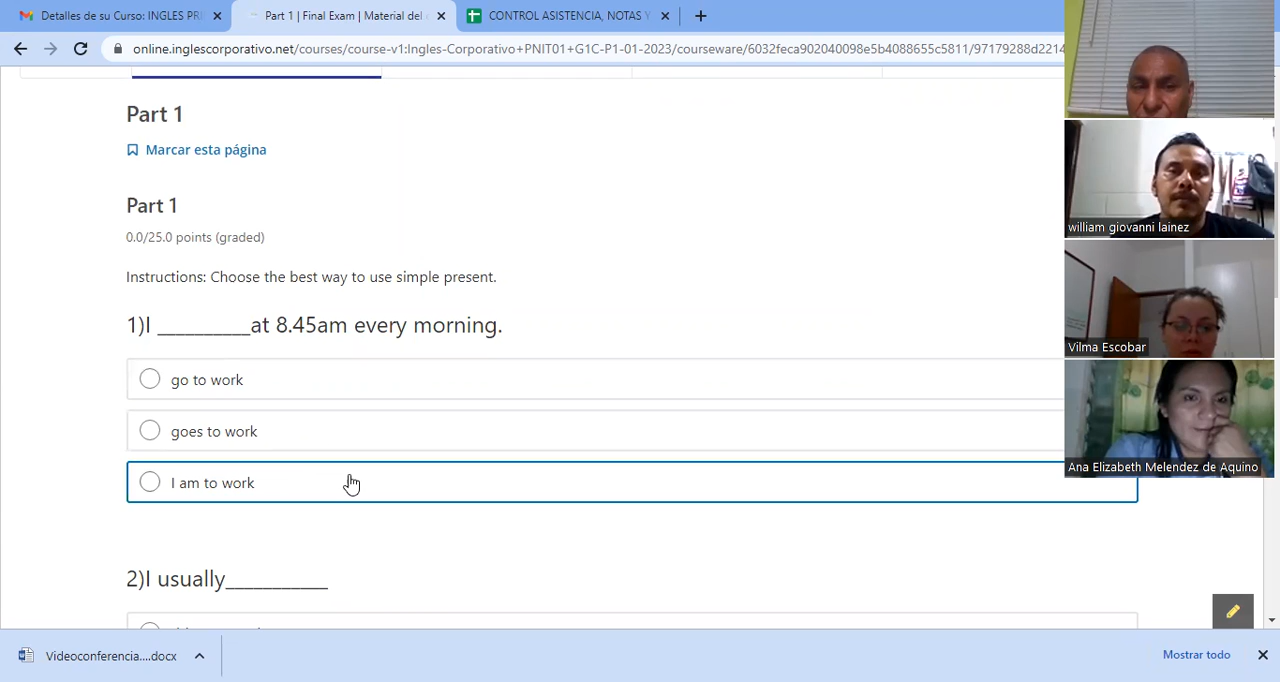 Detalles de su Curso: INGLES PRI
Part 1 | Final Exam | Material del
CONTROL ASISTENCIA, NOTAS Y
online.inglescorporativo.net/courses/course-v1:Ingles-Corporativo+PNIT01+G1C-P1-01-2023/courseware/6032feca902040098e5b4088655c5811/97179288d2214
Part 1
Marcar esta página
Part 1
0.0/25.0 points (graded)
Instructions: Choose the best way to use simple present.
1)I __________at 8.45am every morning.
go to work
goes to work
I am to work
2)I usually___________
william giovanni lainez
Vilma Escobar
Ana Elizabeth Melendez de Aquino
Videoconferencia....docx
Mostrar todo